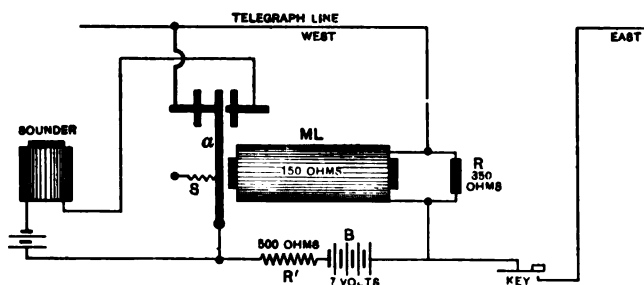 TELEGRAPH LINE
WEST
EAST
SOUNDER
a
ML
150 OHMS
R
350
OHMS
S
500 OHMS
R'
B
7 VOLTS
KEY